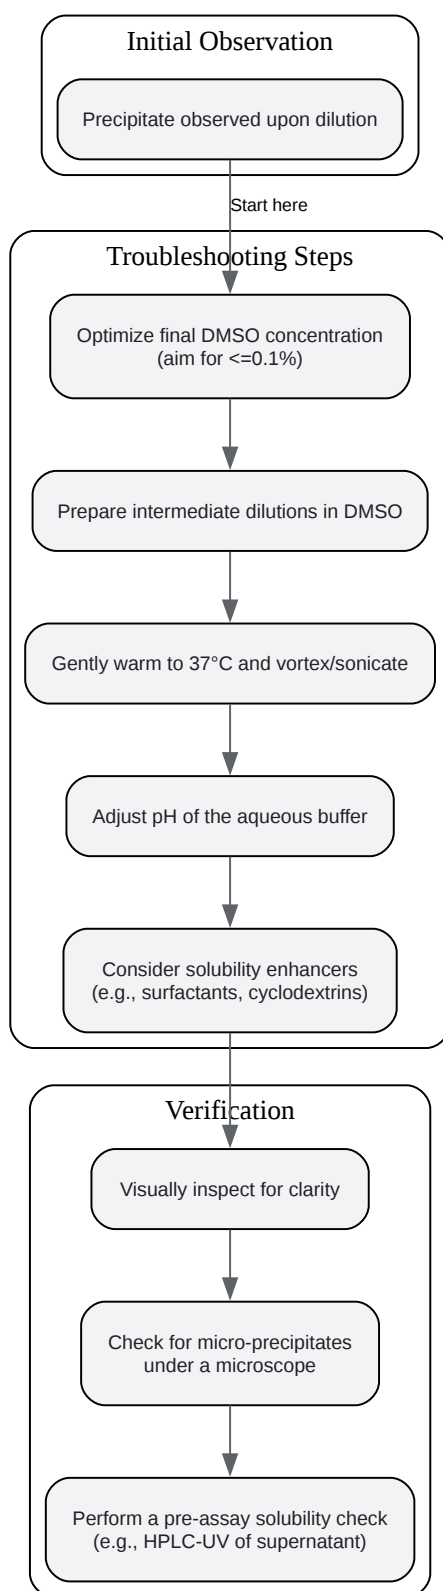 Initial Observation
Precipitate observed upon dilution
Start here
Troubleshooting Steps
Optimize final DMSO concentration
(aim for <=0.1%)
Prepare intermediate dilutions in DMSO
Gently warm to 37°C and vortex/sonicate
Adjust pH of the aqueous buffer
Consider solubility enhancers
(e.g., surfactants, cyclodextrins)
Verification
Visually inspect for clarity
Check for micro-precipitates
under a microscope
Perform a pre-assay solubility check
(e.g., HPLC-UV of supernatant)